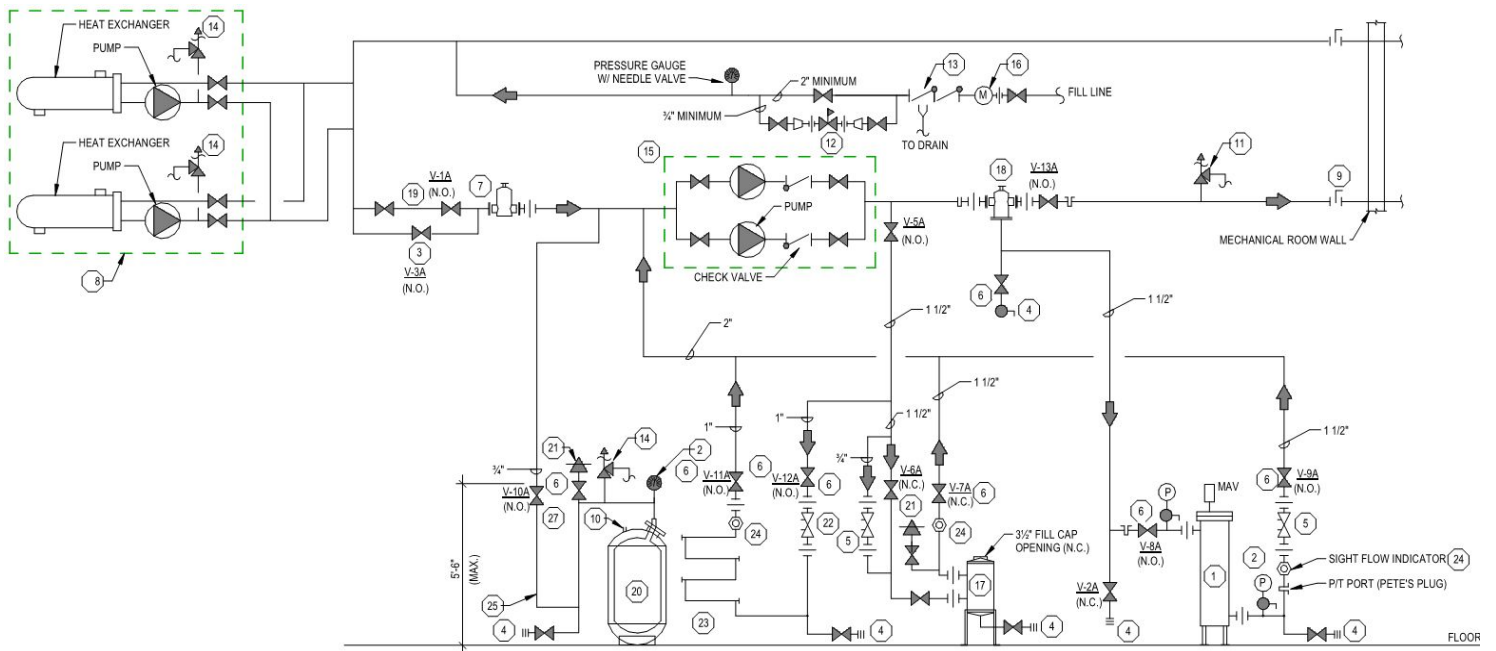 HEAT EXCHANGER
14
PUMP
HEAT EXCHANGER
14
PUMP
8
PRESSURE GAUGE
W/ NEEDLE VALVE
2" MINIMUM
¾" MINIMUM
13
16
M
FILL LINE
TO DRAIN
12
15
V-1A
(N.O.)
19
7
3
V-3A
(N.O.)
PUMP
CHECK VALVE
V-5A
(N.O.)
18
V-13A
(N.O.)
11
9
MECHANICAL ROOM WALL
6
4
1 1/2"
1 1/2"
2"
1 1/2"
1 1/2"
1"
1"
1 1/2"
¾"
¾"
21
14
2
6
V-10A
(N.O.)
6
27
10
V-11A
(N.O.)
6
24
V-12A
(N.O.)
6
22
5
V-6A
(N.C.)
21
V-7A
(N.C.)
6
24
3½" FILL CAP
OPENING (N.C.)
17
P
6
V-8A
(N.O.)
MAV
V-9A
6
(N.O.)
5
SIGHT FLOW INDICATOR
24
P/T PORT (PETE'S PLUG)
2
P
1
V-2A
(N.C.)
4
5'-6"
(MAX.)
25
20
23
4
4
4
4
FLOOR